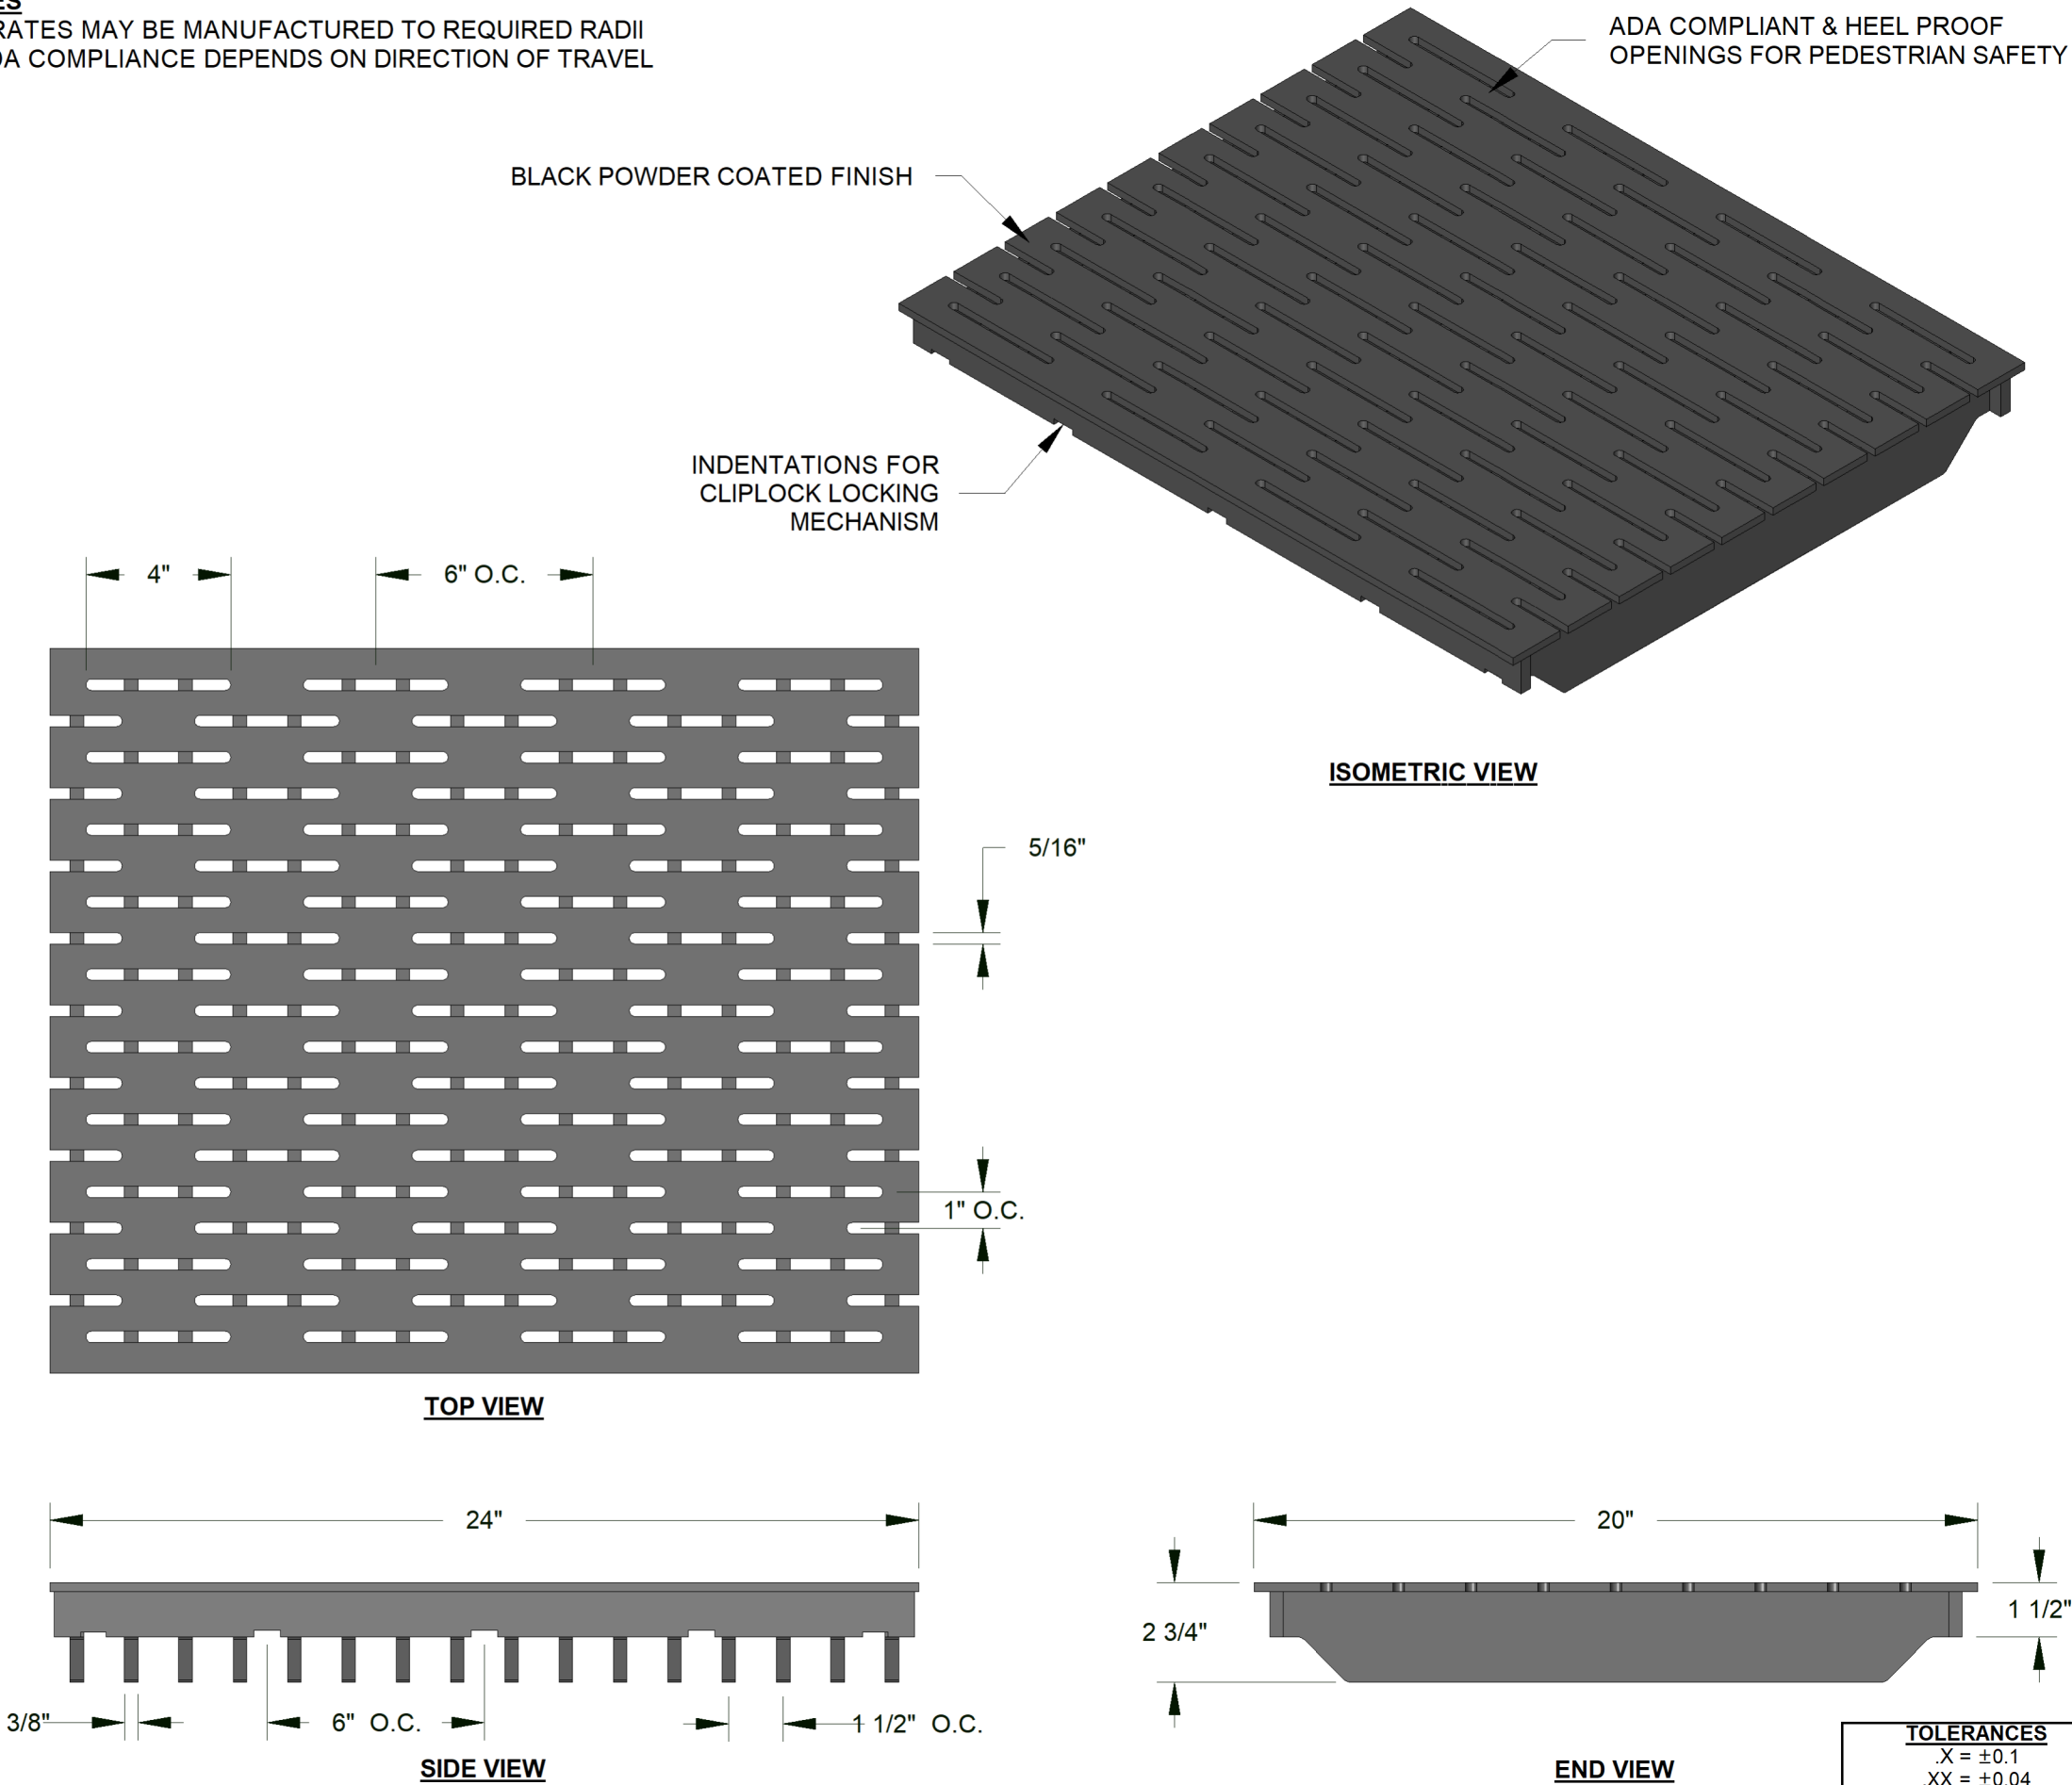 RATES MAY BE MANUFACTURED TO REQUIRED RADII
COMPLIANCE DEPENDS ON DIRECTION OF TRAVEL
ADA COMPLIANT & HEEL PROOF
OPENINGS FOR PEDESTRIAN SAFETY
BLACK POWDER COATED FINISH
INDENTATIONS FOR
CLIPLOCK LOCKING
MECHANISM
ISOMETRIC VIEW
4"
6" O.C.
5/16"
1" O.C.
TOP VIEW
24"
3/8"
6" O.C.
1 1/2" O.C.
SIDE VIEW
20"
2 3/4"
1 1/2"
END VIEW
TOLERANCES
.X = ±0.1
.XX = ±0.04